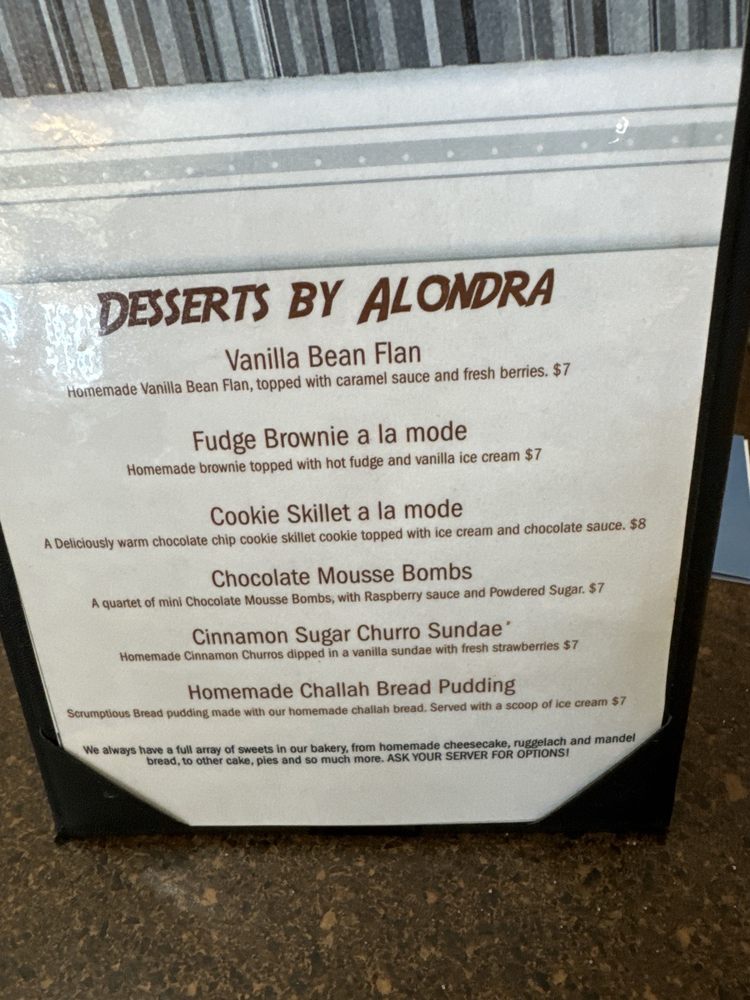 DESSERTS BY ALONDRA
Vanilla Bean Flan
Homemade Vanilla Bean Flan, topped with caramel sauce and fresh berries. $7
Fudge Brownie a la mode
Homemade brownie topped with hot fudge and vanilla ice cream $7
Cookie Skillet a la mode
A Deliciously warm chocolate chip cookie skillet cookie topped with ice cream and chocolate sauce. $8
Chocolate Mousse Bombs
A quartet of mini Chocolate Mousse Bombs, with Raspberry sauce and Powdered Sugar. $7
Cinnamon Sugar Churro Sundae
Homemade Cinnamon Churros dipped in a vanilla sundae with fresh strawberries $7
Homemade Challah Bread Pudding
Scrumptious Bread pudding made with our homemade challah bread. Served with a scoop of ice cream $7
We always have a full array of sweets in our bakery, from homemade cheesecake, ruggelach and mandel
bread, to other cake, pies and so much more. ASK YOUR SERVER FOR OPTIONS!